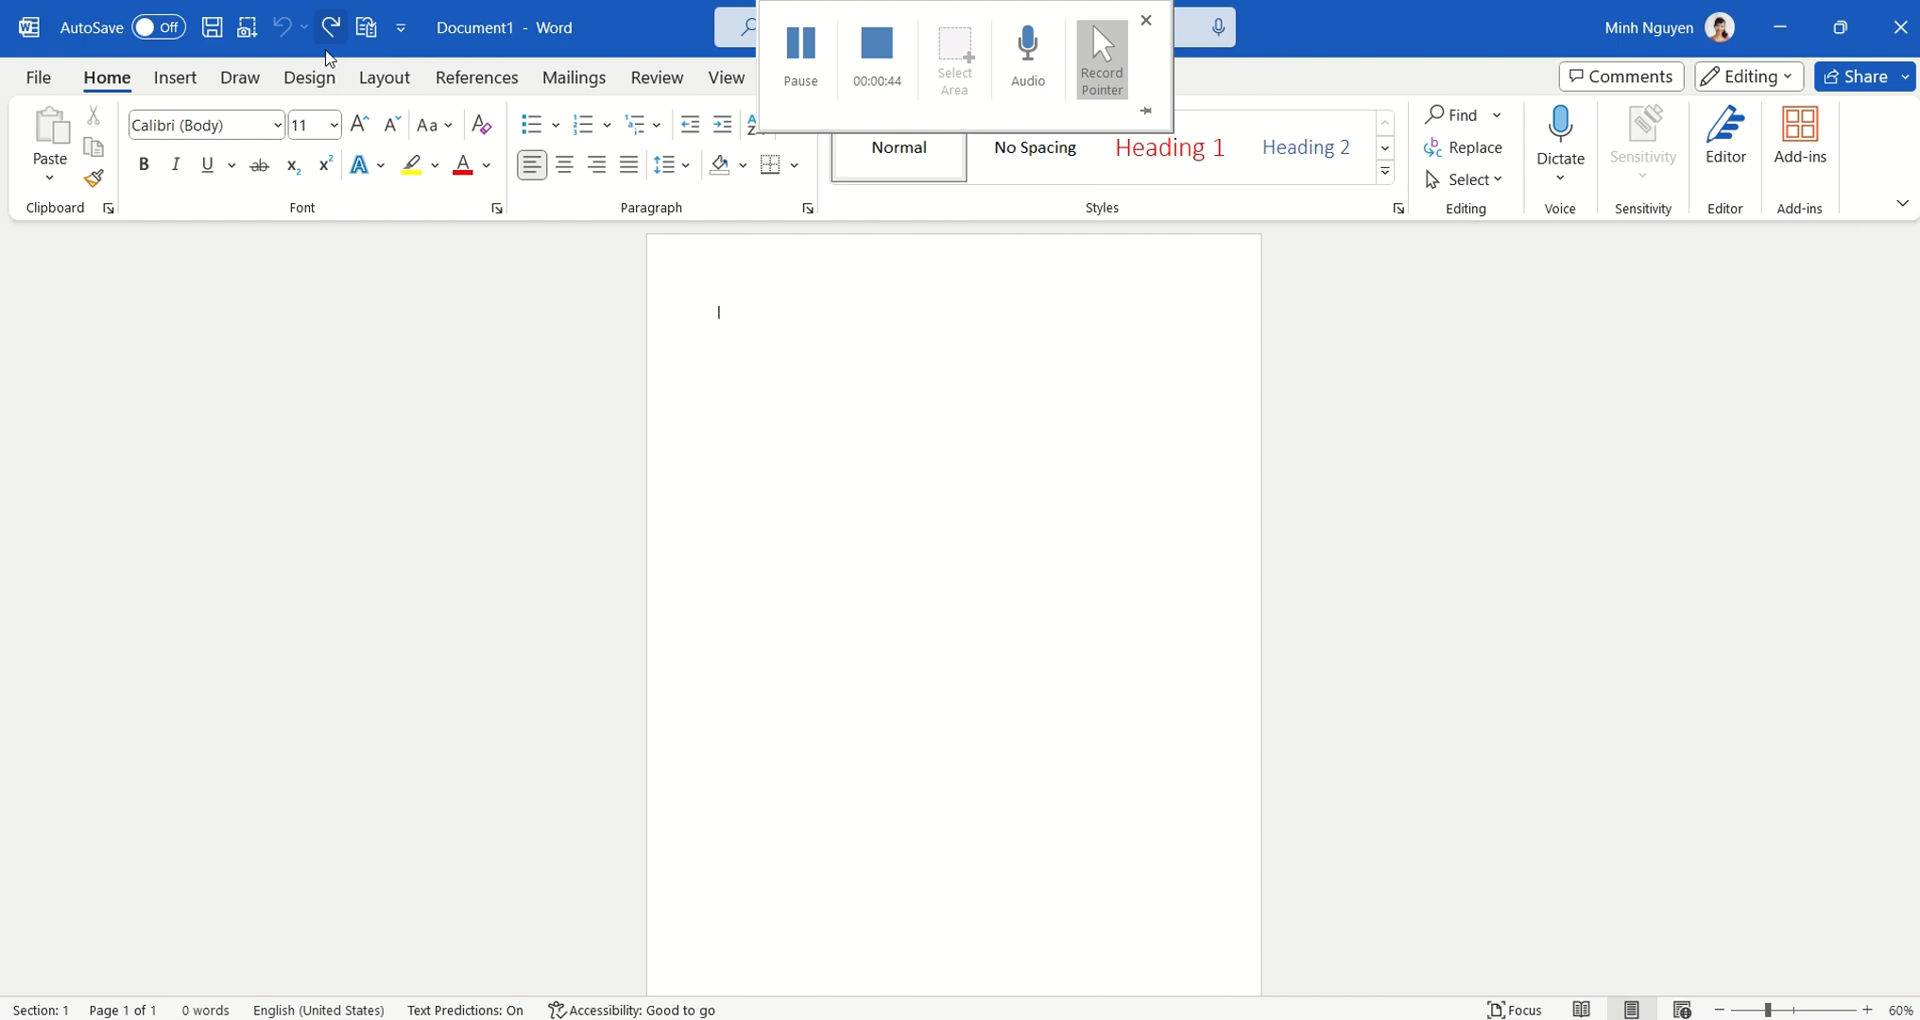 AutoSave Off Document1 - Word Minh Nguyen
Pause 00:00:44 Select Area Audio Record Pointer
File Home Insert Draw Design Layout References Mailings Review View Comments Editing Share
Paste
Clipboard
Calibri (Body) 11 Aa
B I U ab x₂ x² A A
Font
Paragraph
Normal No Spacing Heading 1 Heading 2
Styles
Find
Replace
Select
Editing
Dictate
Voice
Sensitivity
Sensitivity
Editor
Editor
Add-ins
Add-ins
Section: 1 Page 1 of 1 0 words English (United States) Text Predictions: On Accessibility: Good to go Focus 60%